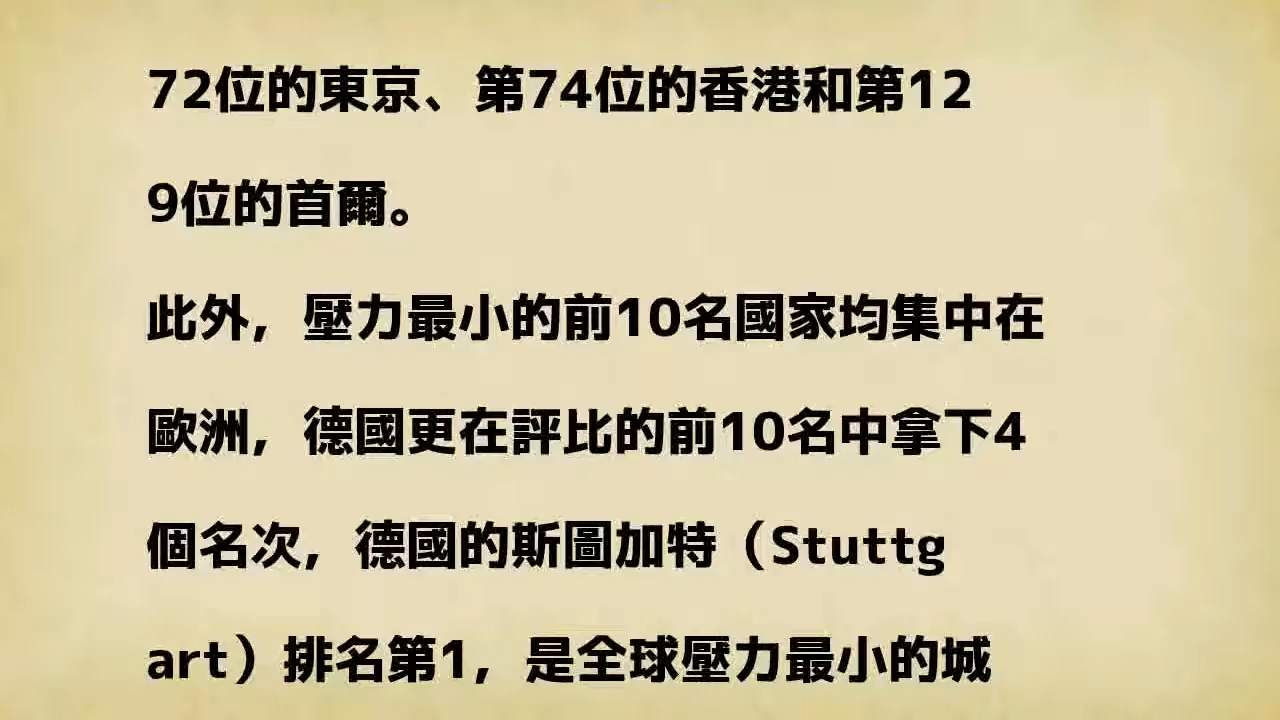 72位的東京、第74位的香港和第12
9位的首爾。
此外，壓力最小的前10名國家均集中在
歐洲，德國更在評比的前10名中拿下4
個名次，德國的斯圖加特（Stuttg
art）排名第1，是全球壓力最小的城